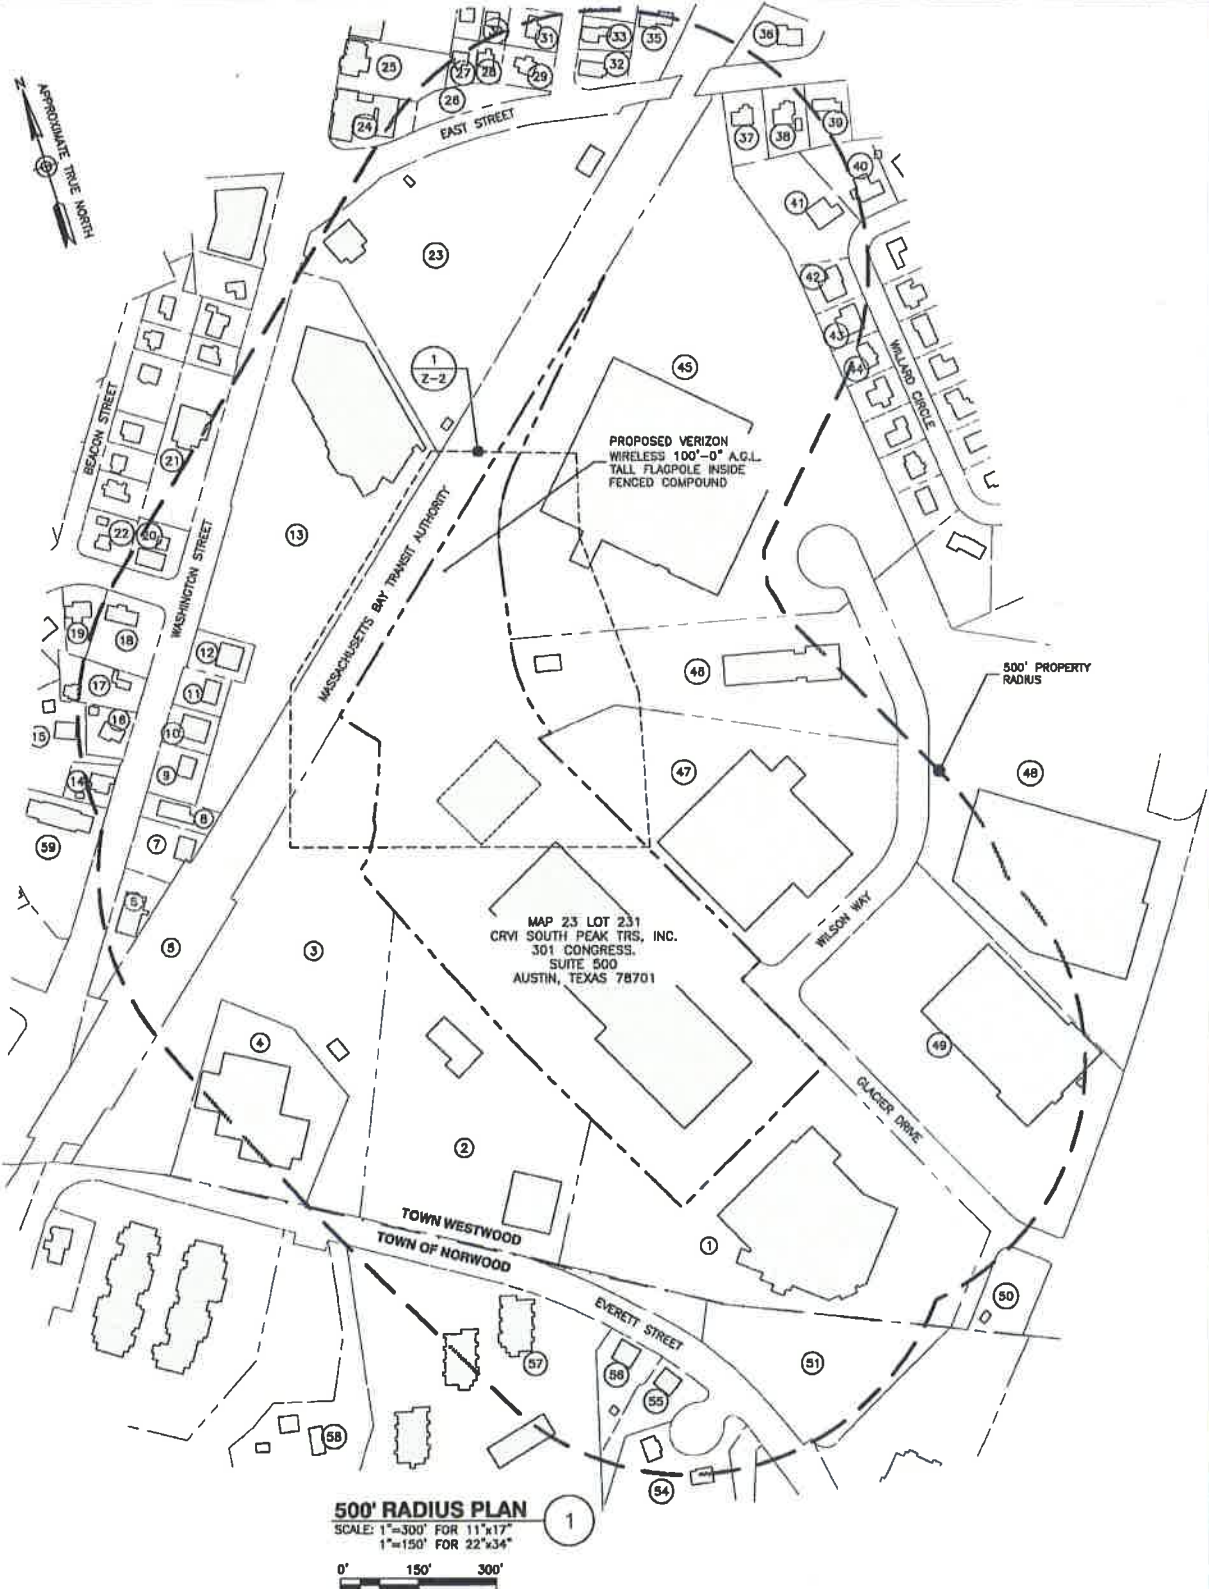 36
30
31
33
35
25
27
28
29
32
26
24
EAST STREET
37
38
39
APPROXIMATE TRUE NORTH
40
41
23
42
43
44
1
Z-2
45
WILLARD CIRCLE
BEACON STREET
PROPOSED VERIZON
WIRELESS 100'-0" A.G.L.
TALL FLAGPOLE INSIDE
FENCED COMPOUND
21
22
20
13
WASHINGTON STREET
MASSACHUSETTS BAY TRANSIT AUTHORITY
19
18
12
17
11
46
500' PROPERTY
RADIUS
16
15
10
9
14
47
48
8
59
7
6
MAP 23 LOT 231
CRVI SOUTH PEAK TRS, INC.
301 CONGRESS.
SUITE 500
AUSTIN, TEXAS 78701
WILSON WAY
5
3
4
49
GLACIER DRIVE
2
TOWN WESTWOOD
TOWN OF NORWOOD
1
50
EVERETT STREET
57
56
51
55
58
54
500' RADIUS PLAN
1
SCALE: 1"=300' FOR 11"x17"
1"=150' FOR 22"x34"
0' 150' 300'